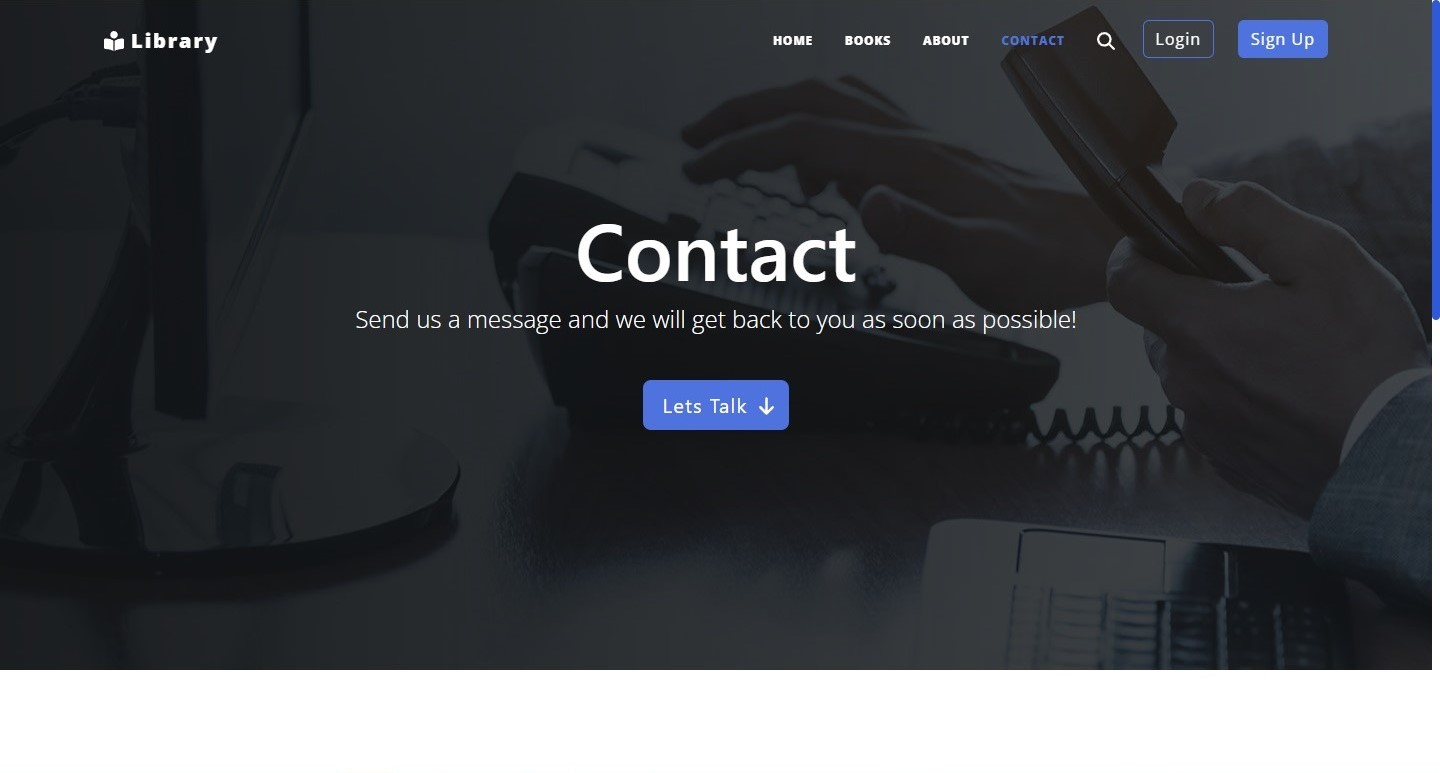 Library
HOME BOOKS ABOUT CONTACT Login Sign Up
Contact
Send us a message and we will get back to you as soon as possible!
Lets Talk